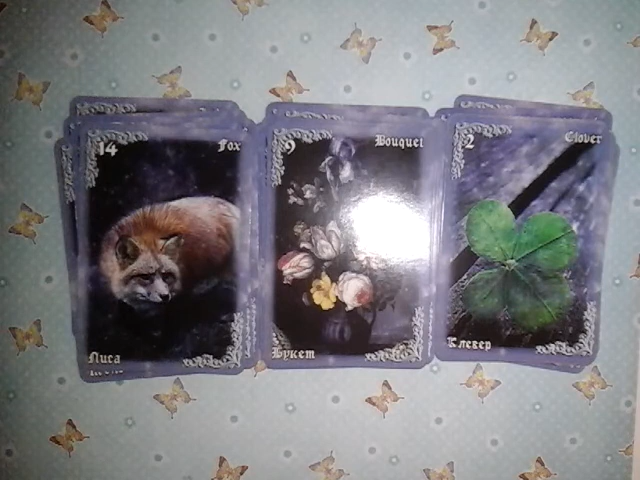 14 Fox
Лиса
9 Bouquet
Букет
2 Clover
Клевер